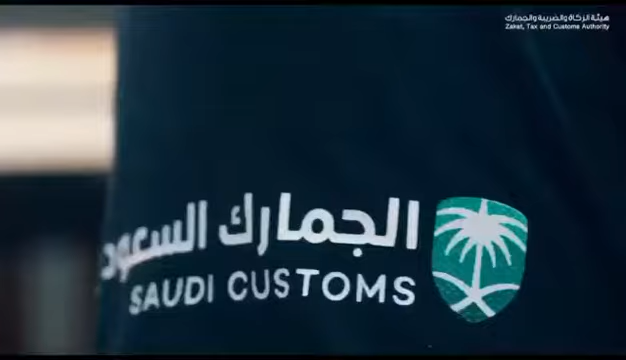 هيئة الزكاة والضريبة والجمارك
Zakat, Tax and Customs Authority
الجمارك
SAUDI CUSTOMS